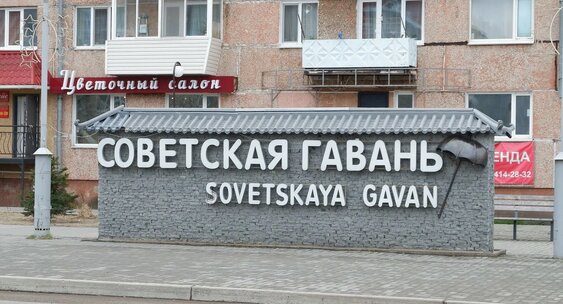 Цветочный салон
СОВЕТСКАЯ ГАВАНЬ
SOVETSKAYA GAVAN
ЕНДА
414-28-32